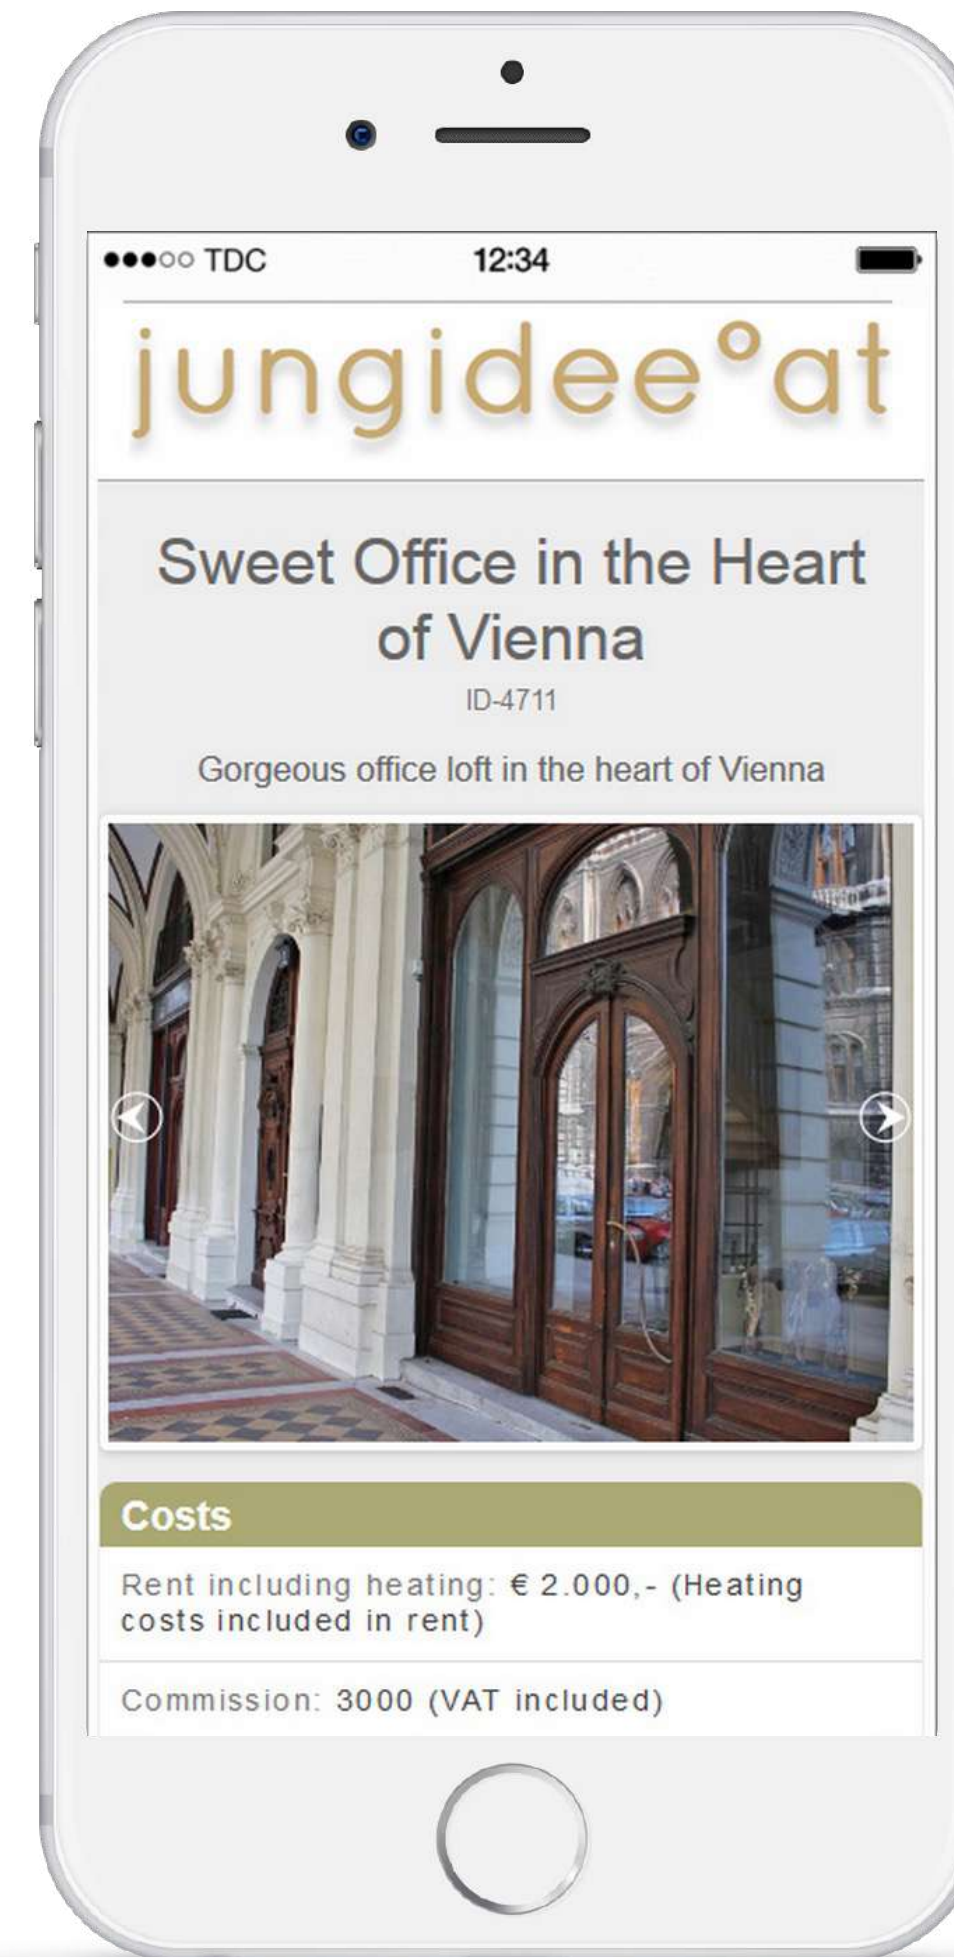 TDC 12:34
jungidee°at
Sweet Office in the Heart
of Vienna
ID-4711
Gorgeous office loft in the heart of Vienna
Costs
Rent including heating: € 2.000,- (Heating
costs included in rent)
Commission: 3000 (VAT included)